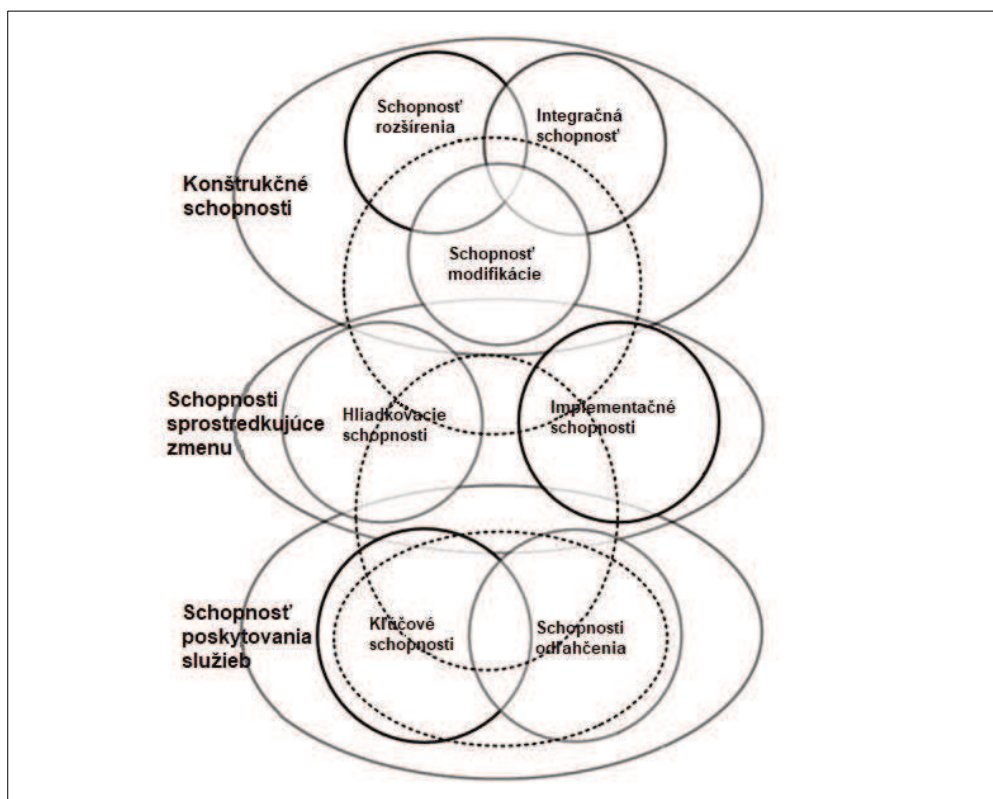 Schopnosť
rozšírenia
Integračná
schopnosť
Konštrukčné
schopnosti
Schopnosť
modifikácie
Schopnosti
sprostredkujúce
zmenu
Hliadkovacie
schopnosti
Implementačné
schopnosti
Schopnosť
poskytovania
služieb
Kľúčové
schopnosti
Schopnosti
odľahčenia